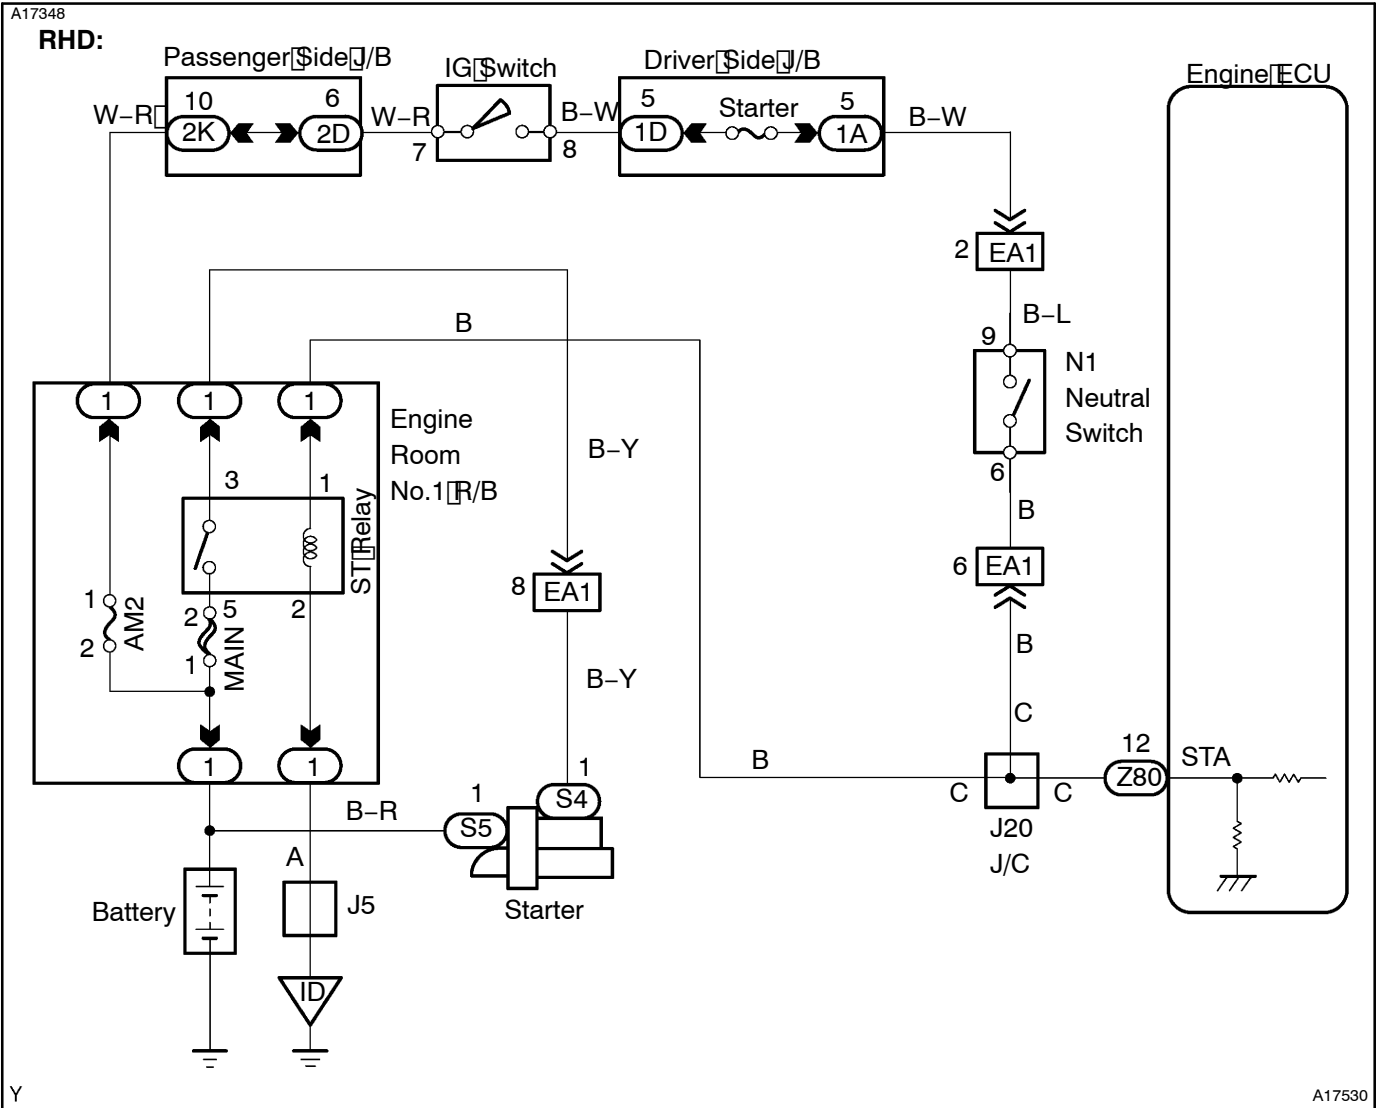 A17348
RHD:
Passenger Side J/B
IG Switch
Driver Side J/B
Engine ECU
W-R
10
2K
6
2D
W-R
7
8
B-W
5
1D
Starter
5
1A
B-W
2
EA1
B-L
9
N1
Neutral
Switch
6
B
6
EA1
B
C
B
1
1
1
Engine
Room
No.1 R/B
B-Y
3
1
ST Relay
1
2
AM2
2
5
1
MAIN
2
8
EA1
B-Y
1
1
B
C
C
12
Z80
STA
J20
J/C
B-R
1
S5
1
S4
Starter
A
Battery
J5
ID
Y
A17530